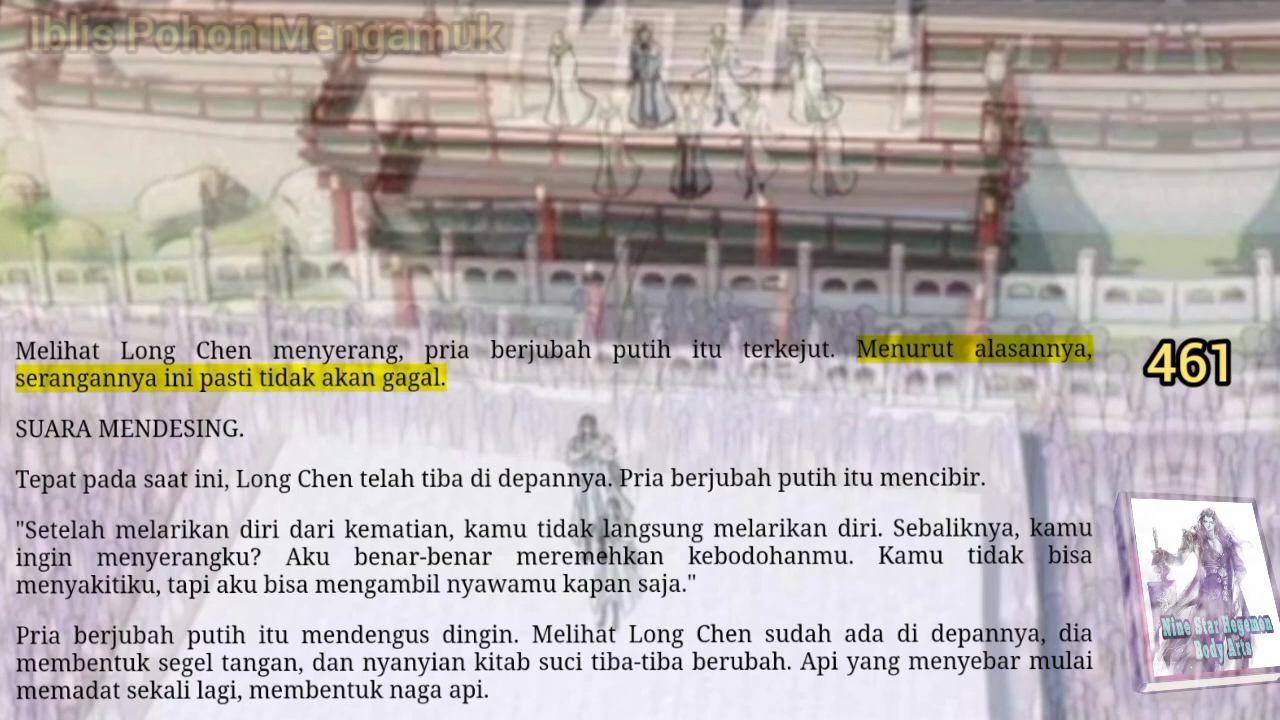 Iblis Pohon Mengamuk
Melihat Long Chen menyerang, pria berjubah putih itu terkejut. Menurut alasannya,
serangannya ini pasti tidak akan gagal.
461
SUARA MENDESING.
Tepat pada saat ini, Long Chen telah tiba di depannya. Pria berjubah putih itu mencibir.
"Setelah melarikan diri dari kematian, kamu tidak langsung melarikan diri. Sebaliknya, kamu
ingin menyerangku? Aku benar-benar meremehkan kebodohanmu. Kamu tidak bisa
menyakitiku, tapi aku bisa mengambil nyawamu kapan saja."
Pria berjubah putih itu mendengus dingin. Melihat Long Chen sudah ada di depannya, dia
membentuk segel tangan, dan nyanyian kitab suci tiba-tiba berubah. Api yang menyebar mulai
memadat sekali lagi, membentuk naga api.
Nine Star Hegemon
Body Arts